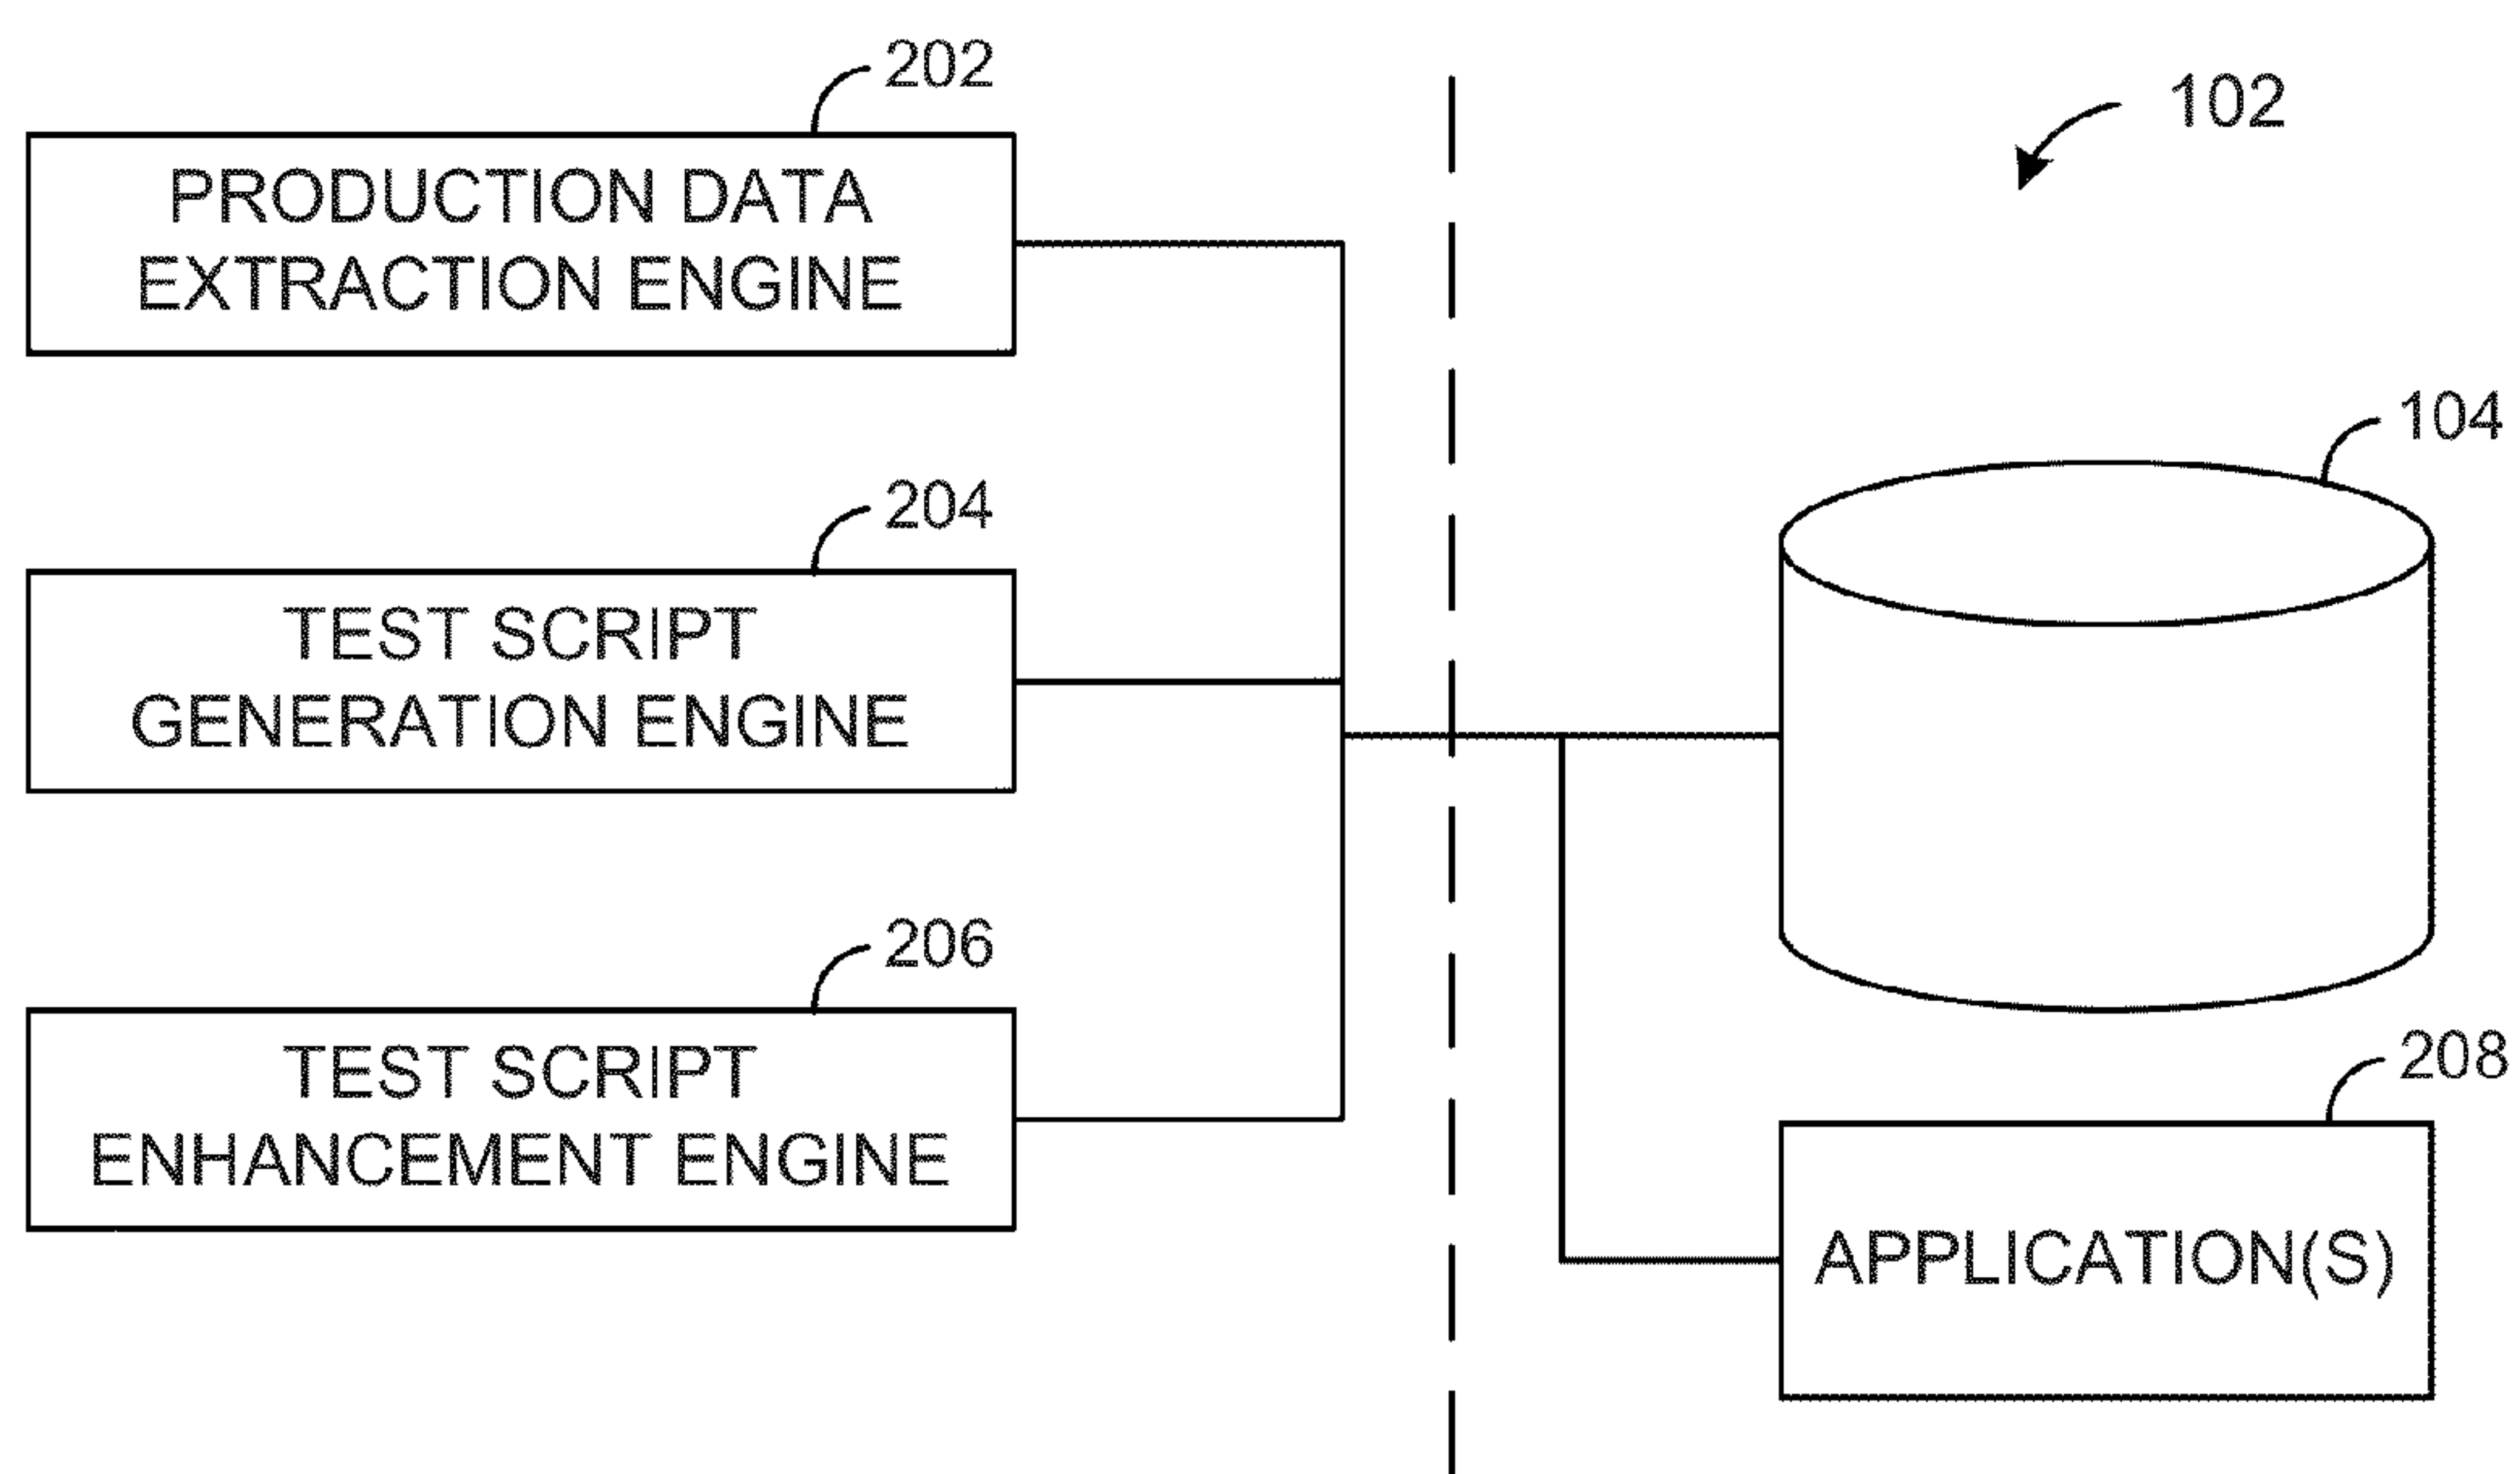 202
PRODUCTION DATA
EXTRACTION ENGINE
102
104
204
TEST SCRIPT
GENERATION ENGINE
206
TEST SCRIPT
ENHANCEMENT ENGINE
208
APPLICATION(S)